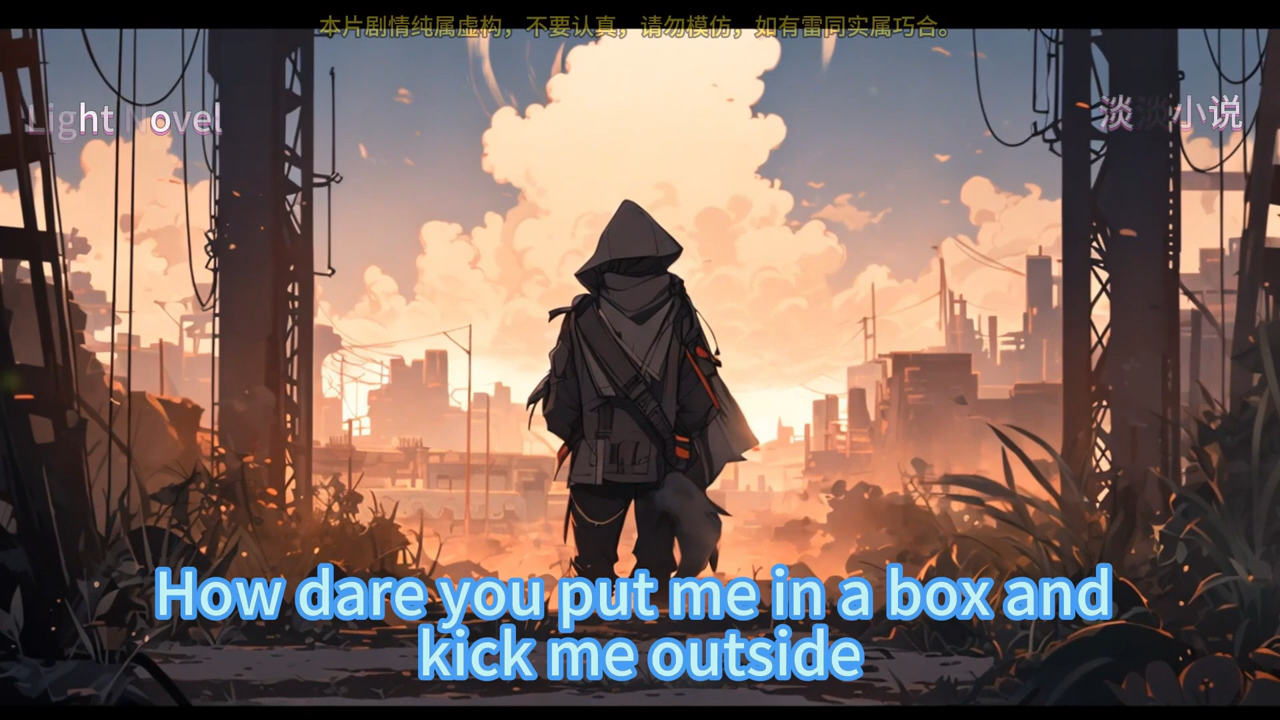 本片剧情纯属虚构，不要认真，请勿模仿，如有雷同实属巧合。
Light Novel
淡淡小说
How dare you put me in a box and
kick me outside